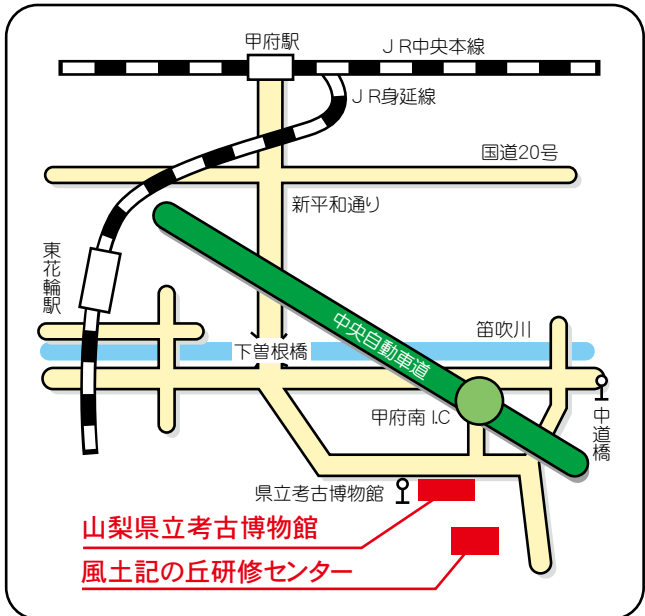 甲府駅
JR中央本線
JR身延線
国道20号
新平和通り
東花輪駅
中央自動車道
笛吹川
下曽根橋
甲府南 I.C
中道橋
県立考古博物館
山梨県立考古博物館
風土記の丘研修センター